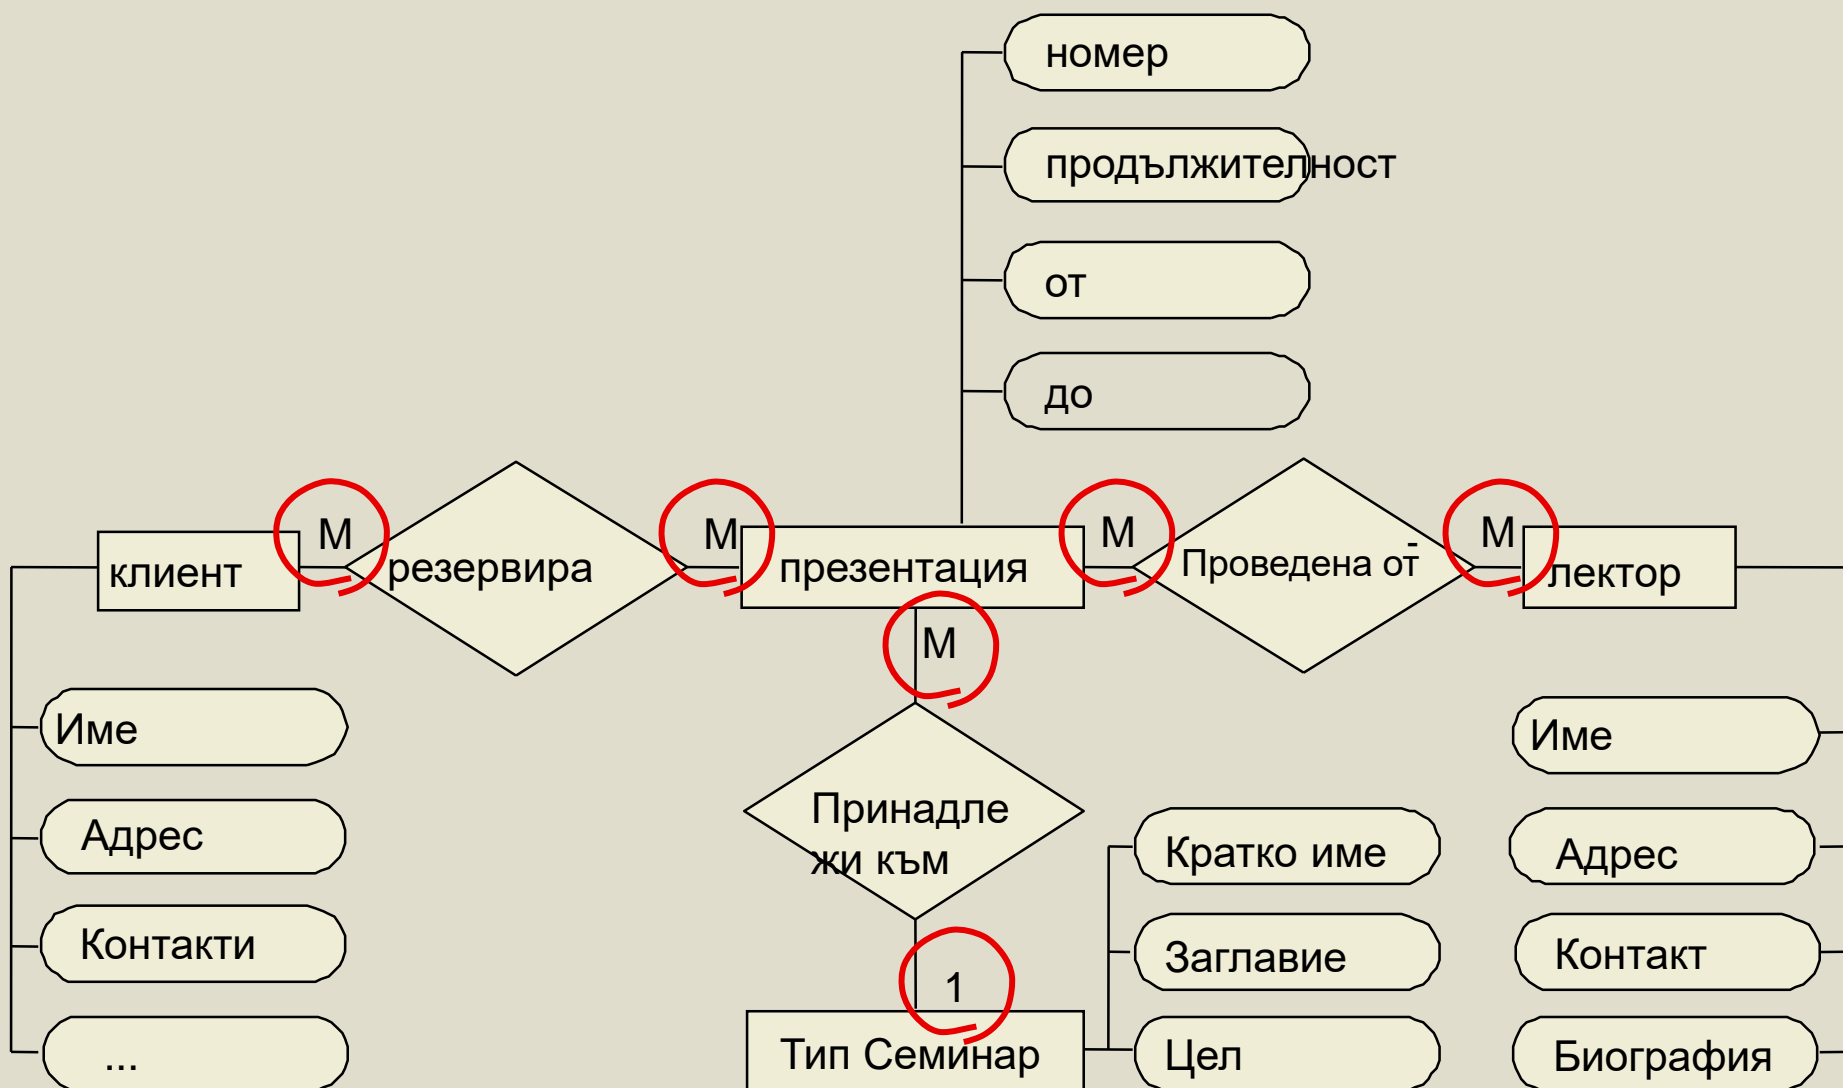 номер
продължителност
от
до
М
М
М
М
клиент
резервира
презентация
Проведена от
-
лектор
М
Име
Адрес
Контакти
...
Принадле
жи към
1
Тип Семинар
Кратко име
Заглавие
Цел
Име
Адрес
Контакт
Биография